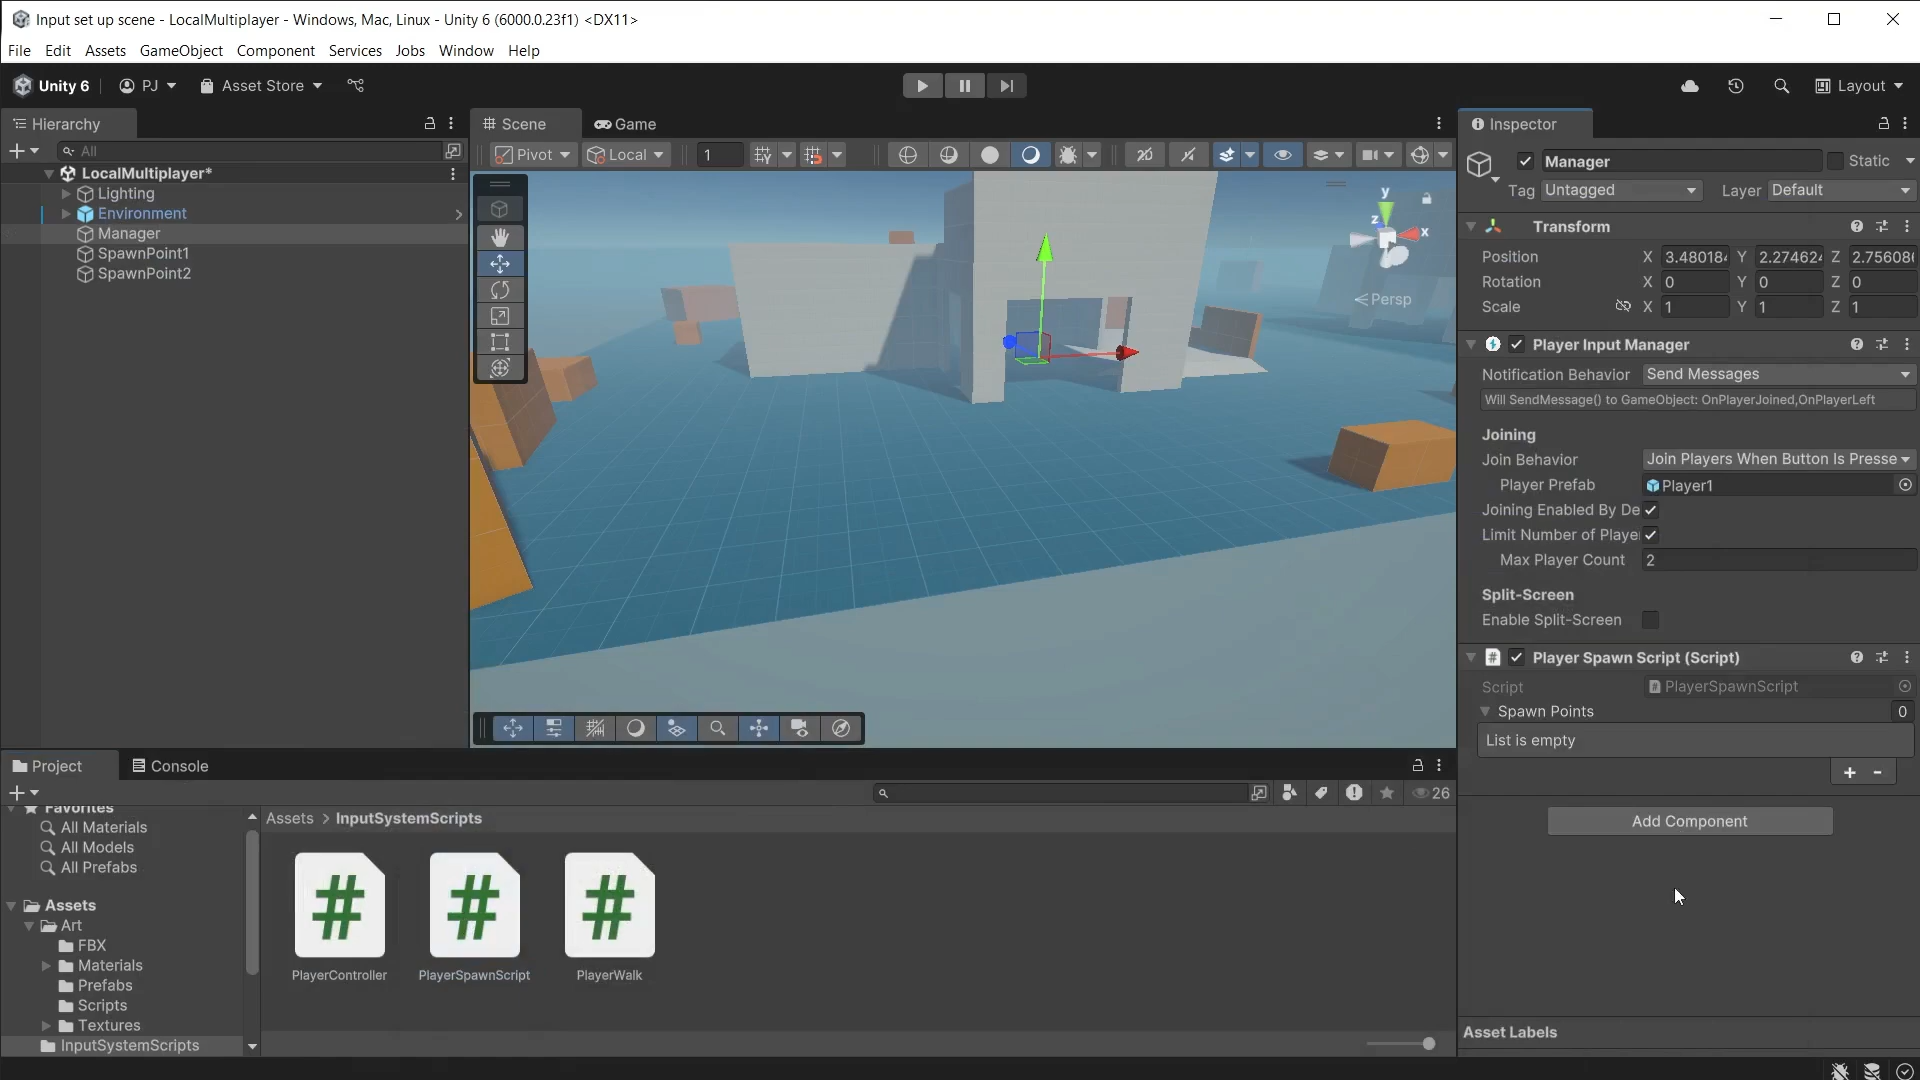 Input set up scene - LocalMultiplayer - Windows, Mac, Linux - Unity 6 (6000.0.23f1) <DX11>
File Edit Assets GameObject Component Services Jobs Window Help
Unity 6 PJ Asset Store Layout
Hierarchy
All
LocalMultiplayer*
Lighting
Environment
Manager
SpawnPoint1
SpawnPoint2
Scene Game
Pivot Local 1 2D
y
z x
Persp
Inspector
Manager Static
Tag Untagged Layer Default
Transform
Position X 3.480184 Y 2.274624 Z 2.75608
Rotation X 0 Y 0 Z 0
Scale X 1 Y 1 Z 1
Player Input Manager
Notification Behavior Send Messages
Will SendMessage() to GameObject: OnPlayerJoined,OnPlayerLeft
Joining
Join Behavior Join Players When Button Is Presse
Player Prefab Player1
Joining Enabled By De
Limit Number of Playe
Max Player Count 2
Split-Screen
Enable Split-Screen
Player Spawn Script (Script)
Script PlayerSpawnScript
Spawn Points 0
List is empty
+ -
Add Component
Asset Labels
Project Console
26
Favorites
All Materials
All Models
All Prefabs
Assets
Art
FBX
Materials
Prefabs
Scripts
Textures
InputSystemScripts
Assets > InputSystemScripts
PlayerController PlayerSpawnScript PlayerWalk